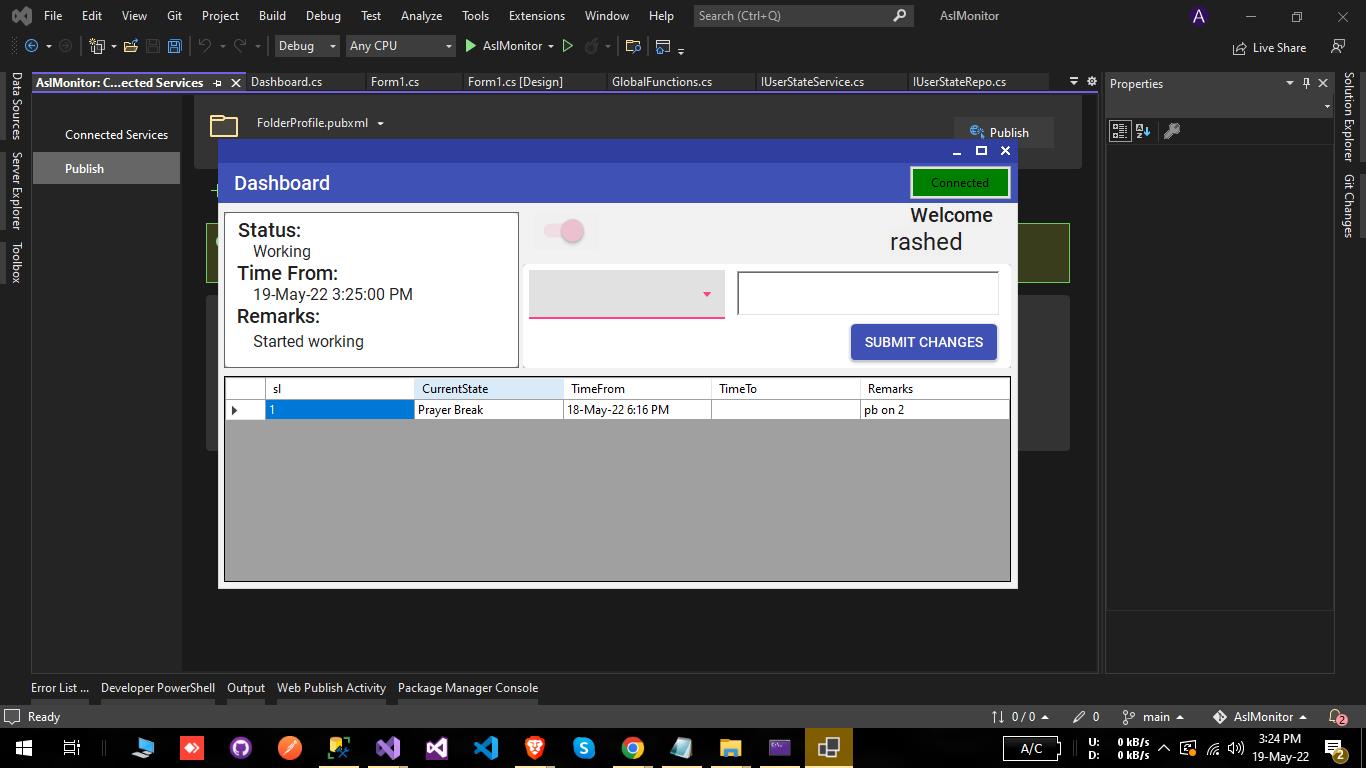 File Edit View Git Project Build Debug Test Analyze Tools Extensions Window Help Search (Ctrl+Q) AslMonitor A
Debug Any CPU AslMonitor Live Share
AslMonitor: C...ected Services Dashboard.cs Form1.cs Form1.cs [Design] GlobalFunctions.cs IUserStateService.cs IUserStateRepo.cs Properties
Data Sources
Server Explorer
Toolbox
Connected Services
Publish
FolderProfile.pubxml
Publish
Dashboard
Connected
Status:
Working
Time From:
19-May-22 3:25:00 PM
Remarks:
Started working
Welcome
rashed
SUBMIT CHANGES
sl CurrentState TimeFrom TimeTo Remarks
1 Prayer Break 18-May-22 6:16 PM pb on 2
Solution Explorer
Git Changes
Error List ... Developer PowerShell Output Web Publish Activity Package Manager Console
Ready 0 / 0 0 main AslMonitor 2
A/C U: 0 kB/s 3:24 PM
D: 0 kB/s 19-May-22 2